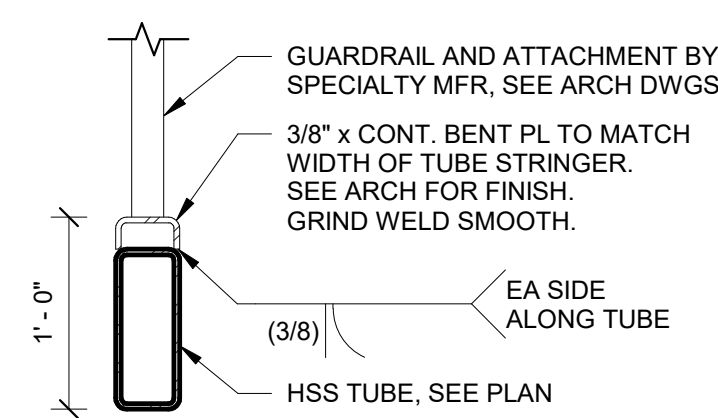 GUARDRAIL AND ATTACHMENT BY
SPECIALTY MFR, SEE ARCH DWGS
3/8" x CONT. BENT PL TO MATCH
WIDTH OF TUBE STRINGER.
SEE ARCH FOR FINISH.
GRIND WELD SMOOTH.
1' - 0"
EA SIDE
ALONG TUBE
(3/8)
HSS TUBE, SEE PLAN